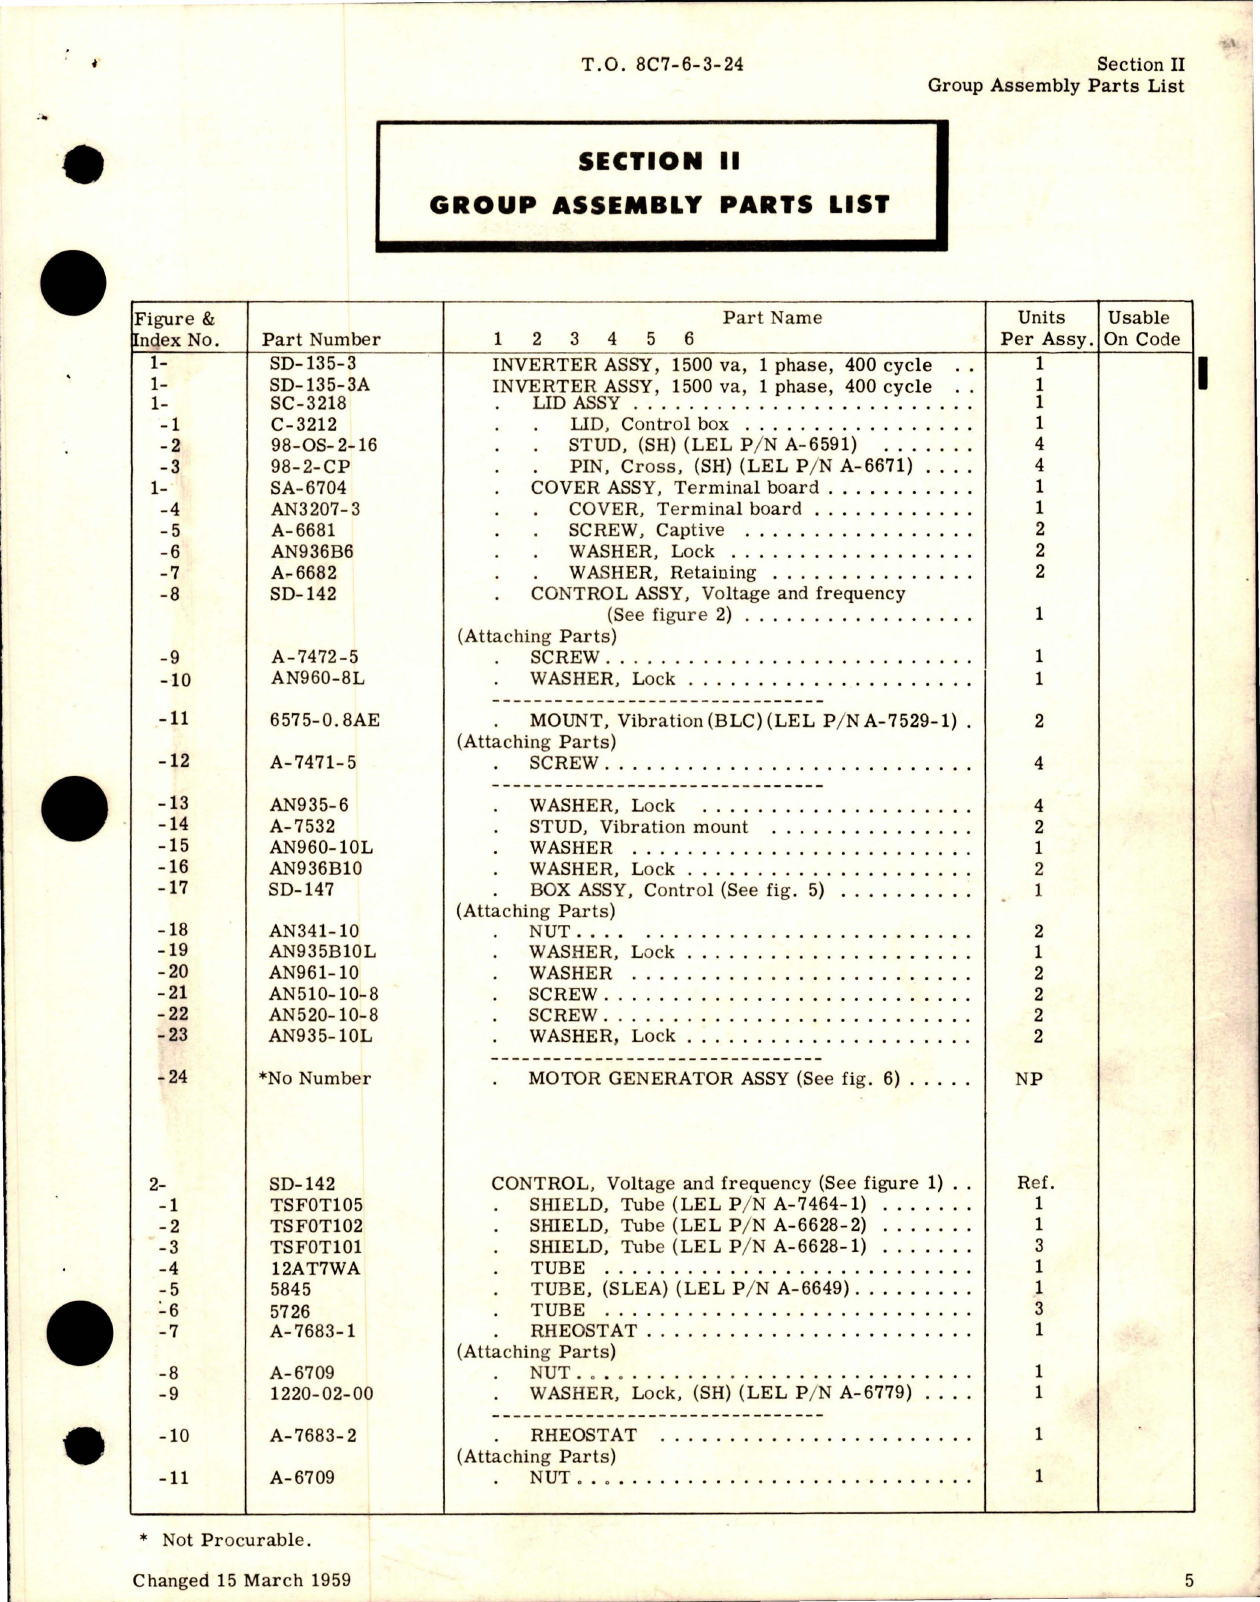 T.O. 8C7-6-3-24
Section II
Group Assembly Parts List
SECTION II
GROUP ASSEMBLY PARTS LIST
Figure & Index No. Part Number Part Name 1 2 3 4 5 6 Units Per Assy. Usable On Code
1- SD-135-3 INVERTER ASSY, 1500 va, 1 phase, 400 cycle . . 1
1- SD-135-3A INVERTER ASSY, 1500 va, 1 phase, 400 cycle . . 1
1- SC-3218 . LID ASSY . . . . . . . . . . . . . . . . . . . . . . . . . 1
-1 C-3212 . . LID, Control box . . . . . . . . . . . . . . . . . 1
-2 98-OS-2-16 . . STUD, (SH) (LEL P/N A-6591) . . . . . . . 4
-3 98-2-CP . . PIN, Cross, (SH) (LEL P/N A-6671) . . . . 4
1- SA-6704 . COVER ASSY, Terminal board . . . . . . . . . . . 1
-4 AN3207-3 . . COVER, Terminal board . . . . . . . . . . . . 1
-5 A-6681 . . SCREW, Captive . . . . . . . . . . . . . . . . . 2
-6 AN936B6 . . WASHER, Lock . . . . . . . . . . . . . . . . . . 2
-7 A-6682 . . WASHER, Retaining . . . . . . . . . . . . . . . 2
-8 SD-142 . CONTROL ASSY, Voltage and frequency
(See figure 2) . . . . . . . . . . . . . . . . . 1
(Attaching Parts)
-9 A-7472-5 . SCREW . . . . . . . . . . . . . . . . . . . . . . . . . . . 1
-10 AN960-8L . WASHER, Lock . . . . . . . . . . . . . . . . . . . . . 1
------------------------------
-11 6575-0.8AE . MOUNT, Vibration (BLC) (LEL P/N A-7529-1) . 2
(Attaching Parts)
-12 A-7471-5 . SCREW . . . . . . . . . . . . . . . . . . . . . . . . . . . 4
------------------------------
-13 AN935-6 . WASHER, Lock . . . . . . . . . . . . . . . . . . . . 4
-14 A-7532 . STUD, Vibration mount . . . . . . . . . . . . . . . 2
-15 AN960-10L . WASHER . . . . . . . . . . . . . . . . . . . . . . . . . 1
-16 AN936B10 . WASHER, Lock . . . . . . . . . . . . . . . . . . . . . 2
-17 SD-147 . BOX ASSY, Control (See fig. 5) . . . . . . . . . . 1
(Attaching Parts)
-18 AN341-10 . NUT . . . . . . . . . . . . . . . . . . . . . . . . . . . . 2
-19 AN935B10L . WASHER, Lock . . . . . . . . . . . . . . . . . . . . . 1
-20 AN961-10 . WASHER . . . . . . . . . . . . . . . . . . . . . . . . . 2
-21 AN510-10-8 . SCREW . . . . . . . . . . . . . . . . . . . . . . . . . . . 2
-22 AN520-10-8 . SCREW . . . . . . . . . . . . . . . . . . . . . . . . . . . 2
-23 AN935-10L . WASHER, Lock . . . . . . . . . . . . . . . . . . . . . 2
------------------------------
-24 *No Number . MOTOR GENERATOR ASSY (See fig. 6) . . . . . NP
2- SD-142 CONTROL, Voltage and frequency (See figure 1) . . Ref.
-1 TSF0T105 . SHIELD, Tube (LEL P/N A-7464-1) . . . . . . . 1
-2 TSF0T102 . SHIELD, Tube (LEL P/N A-6628-2) . . . . . . . 1
-3 TSF0T101 . SHIELD, Tube (LEL P/N A-6628-1) . . . . . . . 3
-4 12AT7WA . TUBE . . . . . . . . . . . . . . . . . . . . . . . . . . . 1
-5 5845 . TUBE, (SLEA) (LEL P/N A-6649) . . . . . . . . . 1
-6 5726 . TUBE . . . . . . . . . . . . . . . . . . . . . . . . . . . 3
-7 A-7683-1 . RHEOSTAT . . . . . . . . . . . . . . . . . . . . . . . . 1
(Attaching Parts)
-8 A-6709 . NUT . . . . . . . . . . . . . . . . . . . . . . . . . . . . . 1
-9 1220-02-00 . WASHER, Lock, (SH) (LEL P/N A-6779) . . . . 1
------------------------------
-10 A-7683-2 . RHEOSTAT . . . . . . . . . . . . . . . . . . . . . . . 1
(Attaching Parts)
-11 A-6709 . NUT . . . . . . . . . . . . . . . . . . . . . . . . . . . . . 1
* Not Procurable.
Changed 15 March 1959
5